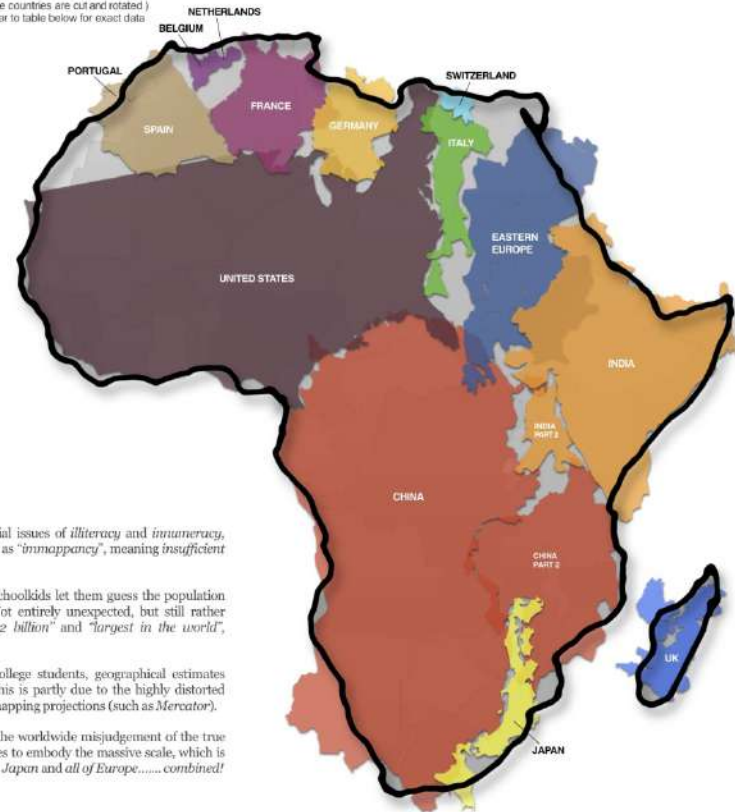 e countries are cut and rotated )
ar to table below for exact data
NETHERLANDS
BELGIUM
PORTUGAL
SWITZERLAND
FRANCE
SPAIN
GERMANY
ITALY
EASTERN
EUROPE
UNITED STATES
INDIA
INDIA
PART 2
CHINA
CHINA
PART 2
UK
JAPAN
ial issues of illiteracy and innumeracy,
as "immappancy", meaning insufficient
choolkids let them guess the population
ot entirely unexpected, but still rather
2 billion" and "largest in the world",
ollege students, geographical estimates
his is partly due to the highly distorted
apping projections (such as Mercator).
he worldwide misjudgement of the true
es to embody the massive scale, which is
Japan and all of Europe....... combined!